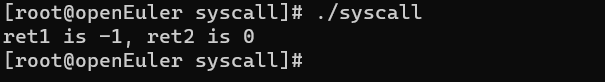 [root@openEuler syscall]# ./syscall
ret1 is -1, ret2 is 0
[root@openEuler syscall]#